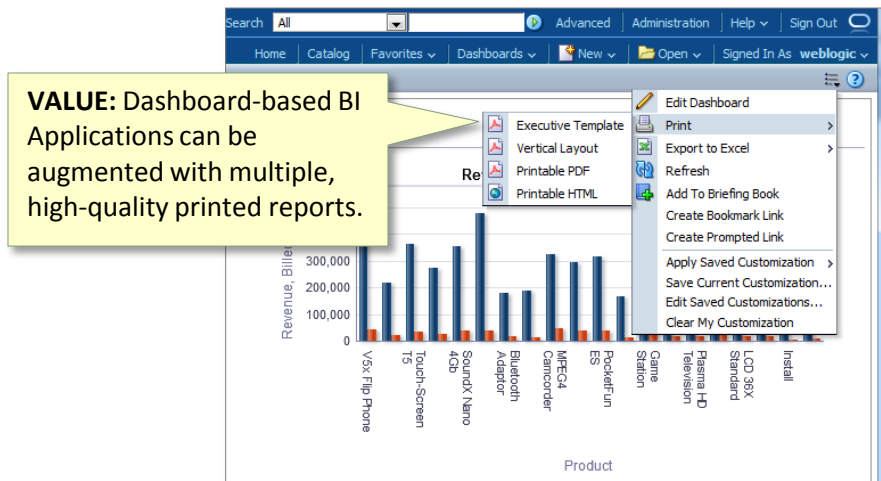 Search All Advanced Administration Help Sign Out
Home Catalog Favorites Dashboards New Open Signed In As weblogic
VALUE: Dashboard-based BI
Applications can be
augmented with multiple,
high-quality printed reports.
Edit Dashboard
Print
Export to Excel
Refresh
Add To Briefing Book
Create Bookmark Link
Create Prompted Link
Apply Saved Customization
Save Current Customization...
Edit Saved Customizations...
Clear My Customization
Executive Template
Vertical Layout
Printable PDF
Printable HTML
Re
Revenue, Billed
300,000
200,000
100,000
0
V5x Flip Phone
Touch-Screen
T5
SoundX Nano
4Gb
Bluetooth
Adaptor
MPEG4
Camcorder
PocketFun
ES
Game
Station
Plasma HD
Television
LCD 36X
Standard
Install
Product